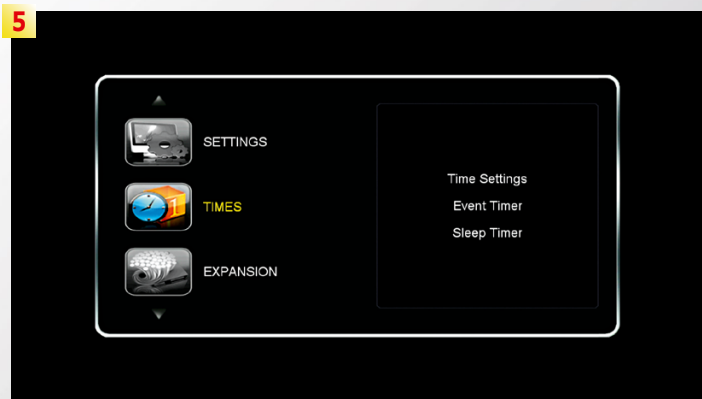 5
SETTINGS
TIMES
EXPANSION
Time Settings
Event Timer
Sleep Timer